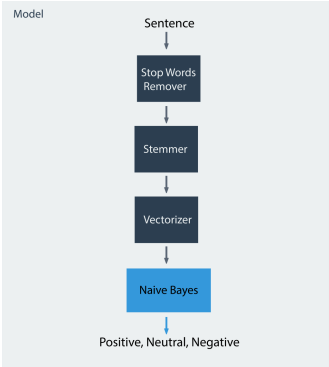 Model
Sentence
Stop Words
Remover
Stemmer
Vectorizer
Naive Bayes
Positive, Neutral, Negative